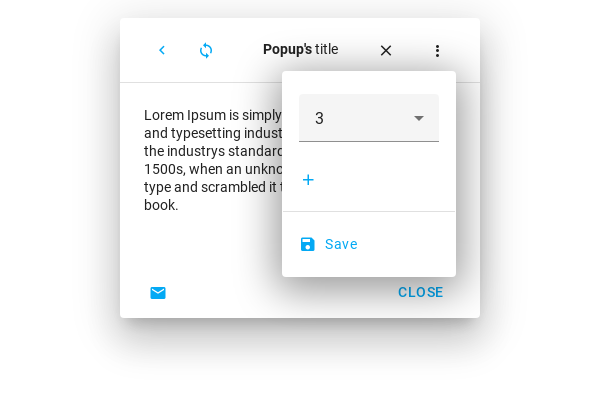 Popup's title
3
Lorem Ipsum is simply
and typesetting indust
the industrys standard
1500s, when an unkno
type and scrambled it t
book.
Save
CLOSE